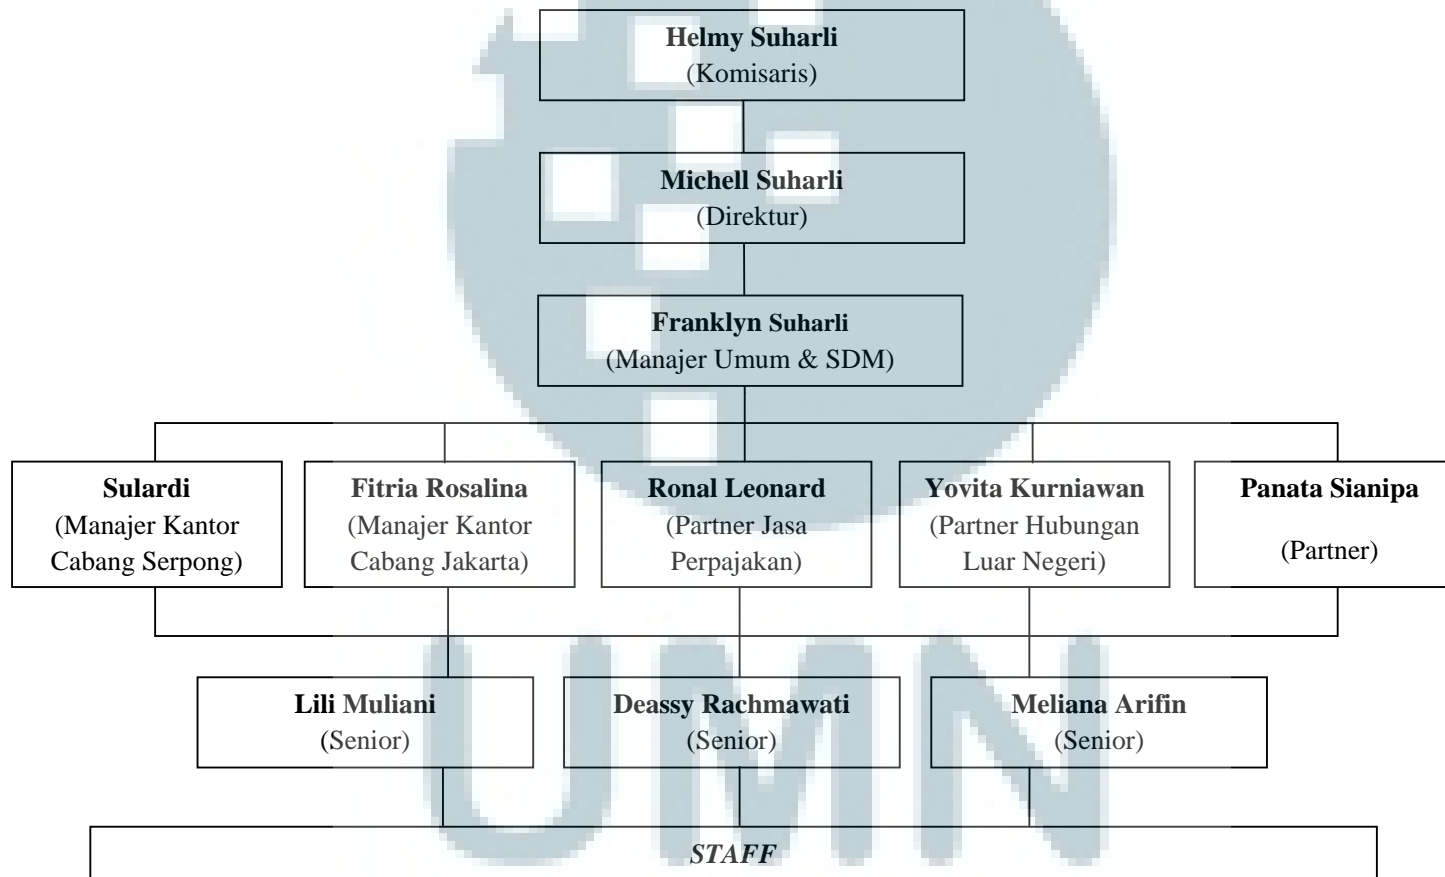 Helmy Suharli
(Komisaris)
Michell Suharli
(Direktur)
Franklyn Suharli
(Manajer Umum & SDM)
Sulardi
(Manajer Kantor
Cabang Serpong)
Fitria Rosalina
(Manajer Kantor
Cabang Jakarta)
Ronal Leonard
(Partner Jasa
Perpajakan)
Yovita Kurniawan
(Partner Hubungan
Luar Negeri)
Panata Sianipa
(Partner)
Lili Muliani
(Senior)
Deassy Rachmawati
(Senior)
Meliana Arifin
(Senior)
UMN
STAFF